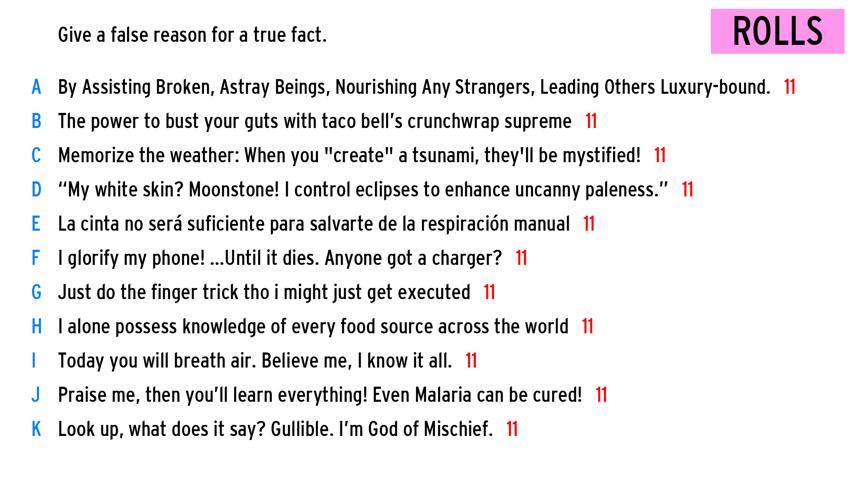 Give a false reason for a true fact.
ROLLS
A By Assisting Broken, Astray Beings, Nourishing Any Strangers, Leading Others Luxury-bound. 11
B The power to bust your guts with taco bell's crunchwrap supreme 11
C Memorize the weather: When you "create" a tsunami, they'll be mystified! 11
D “My white skin? Moonstone! I control eclipses to enhance uncanny paleness.” 11
E La cinta no será suficiente para salvarte de la respiración manual 11
F I glorify my phone! ...Until it dies. Anyone got a charger? 11
G Just do the finger trick tho i might just get executed 11
H I alone possess knowledge of every food source across the world 11
I Today you will breath air. Believe me, I know it all. 11
J Praise me, then you'll learn everything! Even Malaria can be cured! 11
K Look up, what does it say? Gullible. I'm God of Mischief. 11